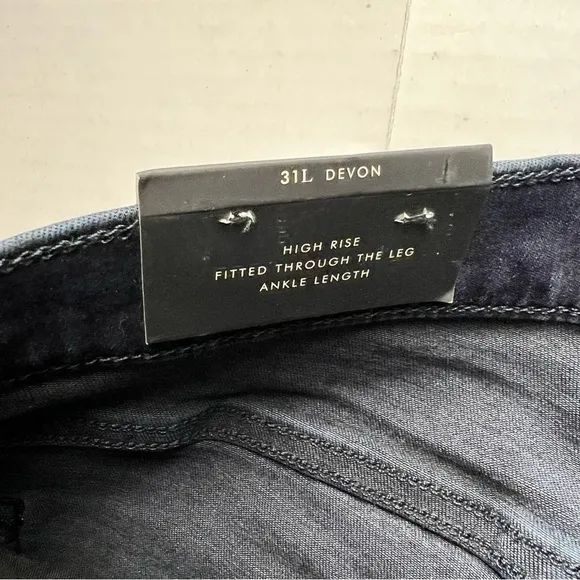 31L DEVON
HIGH RISE
FITTED THROUGH THE LEG
ANKLE LENGTH